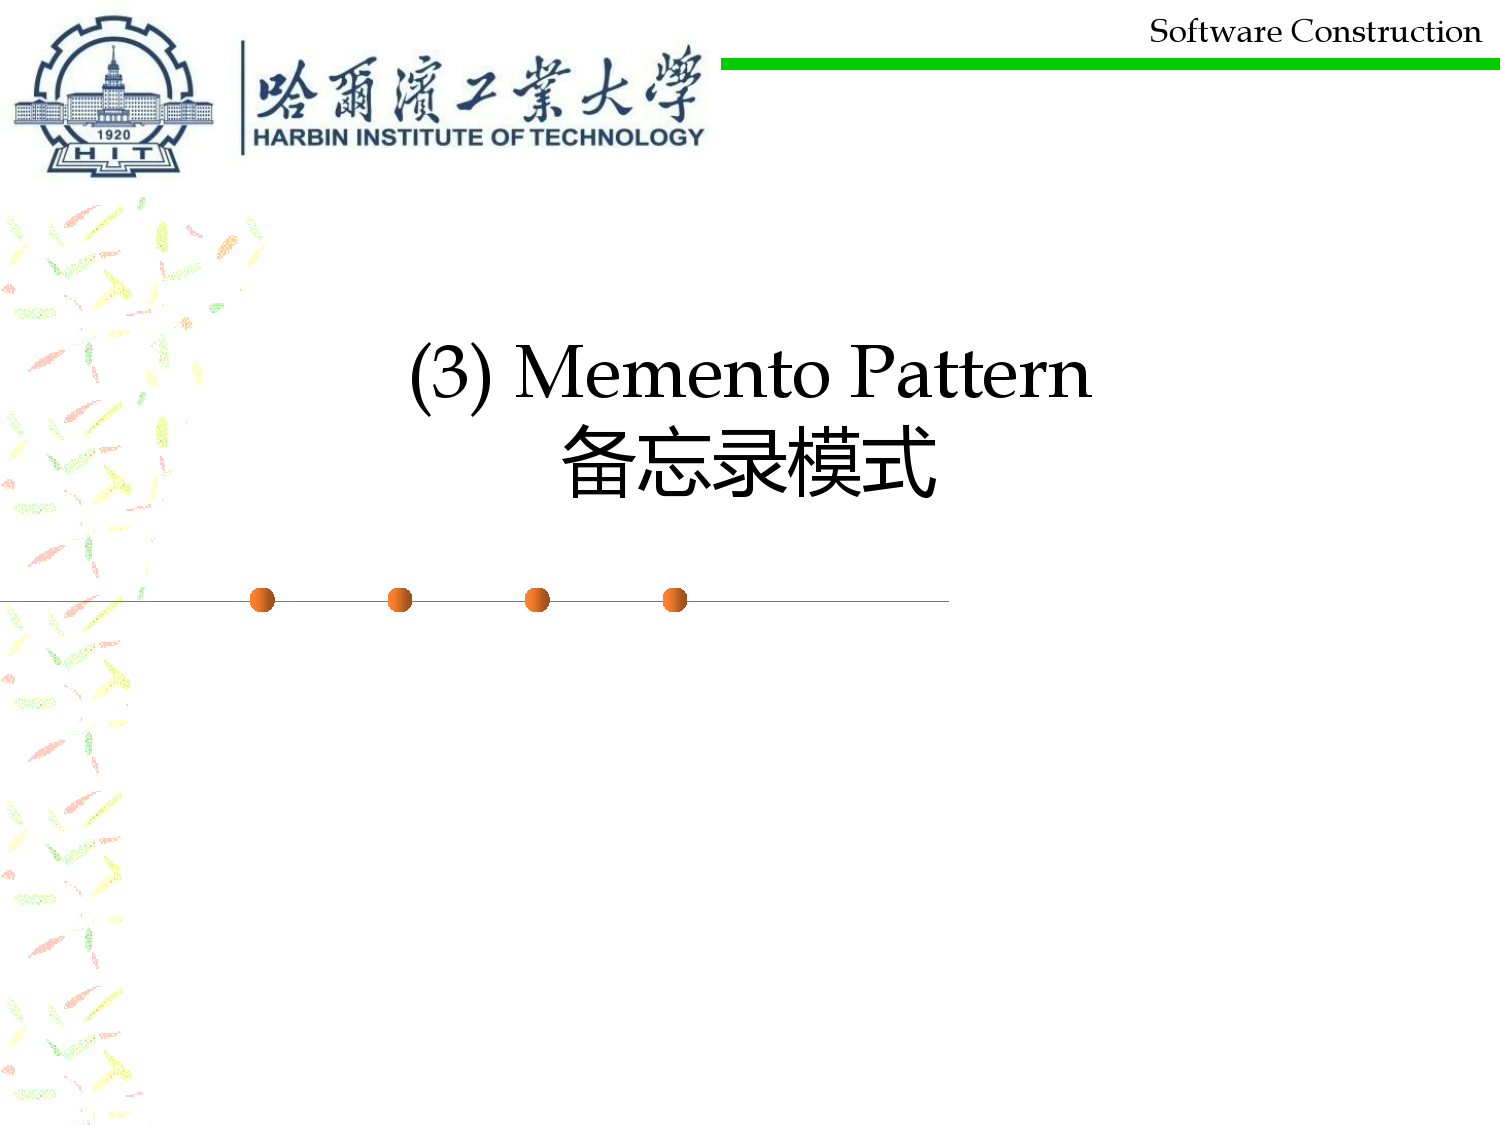 Software Construction
哈爾濱工業大學
HARBIN INSTITUTE OF TECHNOLOGY
1920
HIT
(3) Memento Pattern
备忘录模式